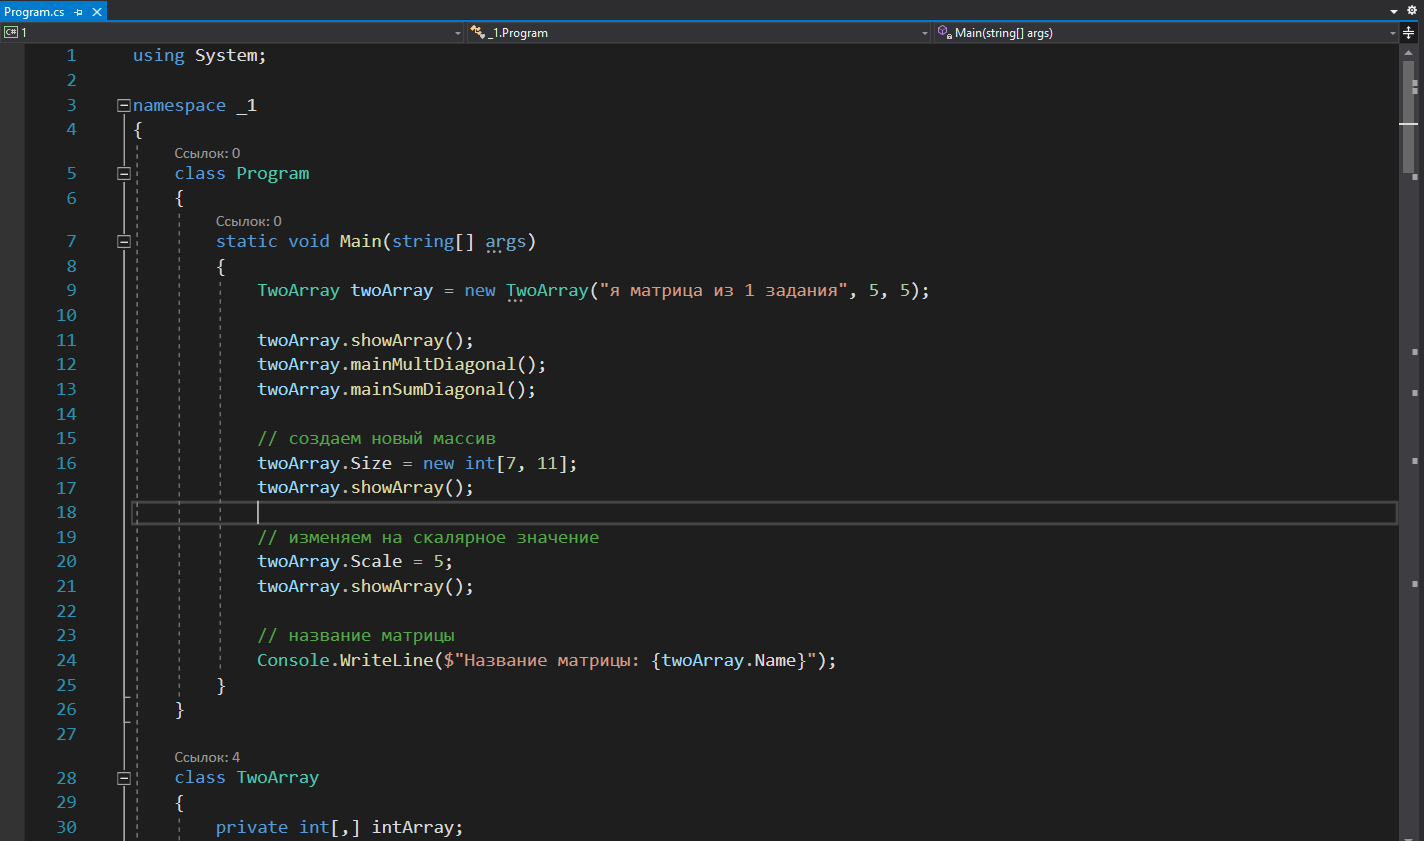 Program.cs
C# 1
_1.Program
Main(string[] args)
1 using System;
2
3 namespace _1
4 {
Ссылок: 0
5 class Program
6 {
Ссылок: 0
7 static void Main(string[] args)
8 {
9 TwoArray twoArray = new TwoArray("я матрица из 1 задания", 5, 5);
10
11 twoArray.showArray();
12 twoArray.mainMultDiagonal();
13 twoArray.mainSumDiagonal();
14
15 // создаем новый массив
16 twoArray.Size = new int[7, 11];
17 twoArray.showArray();
18
19 // изменяем на скалярное значение
20 twoArray.Scale = 5;
21 twoArray.showArray();
22
23 // название матрицы
24 Console.WriteLine($"Название матрицы: {twoArray.Name}");
25 }
26 }
27
Ссылок: 4
28 class TwoArray
29 {
30 private int[,] intArray;